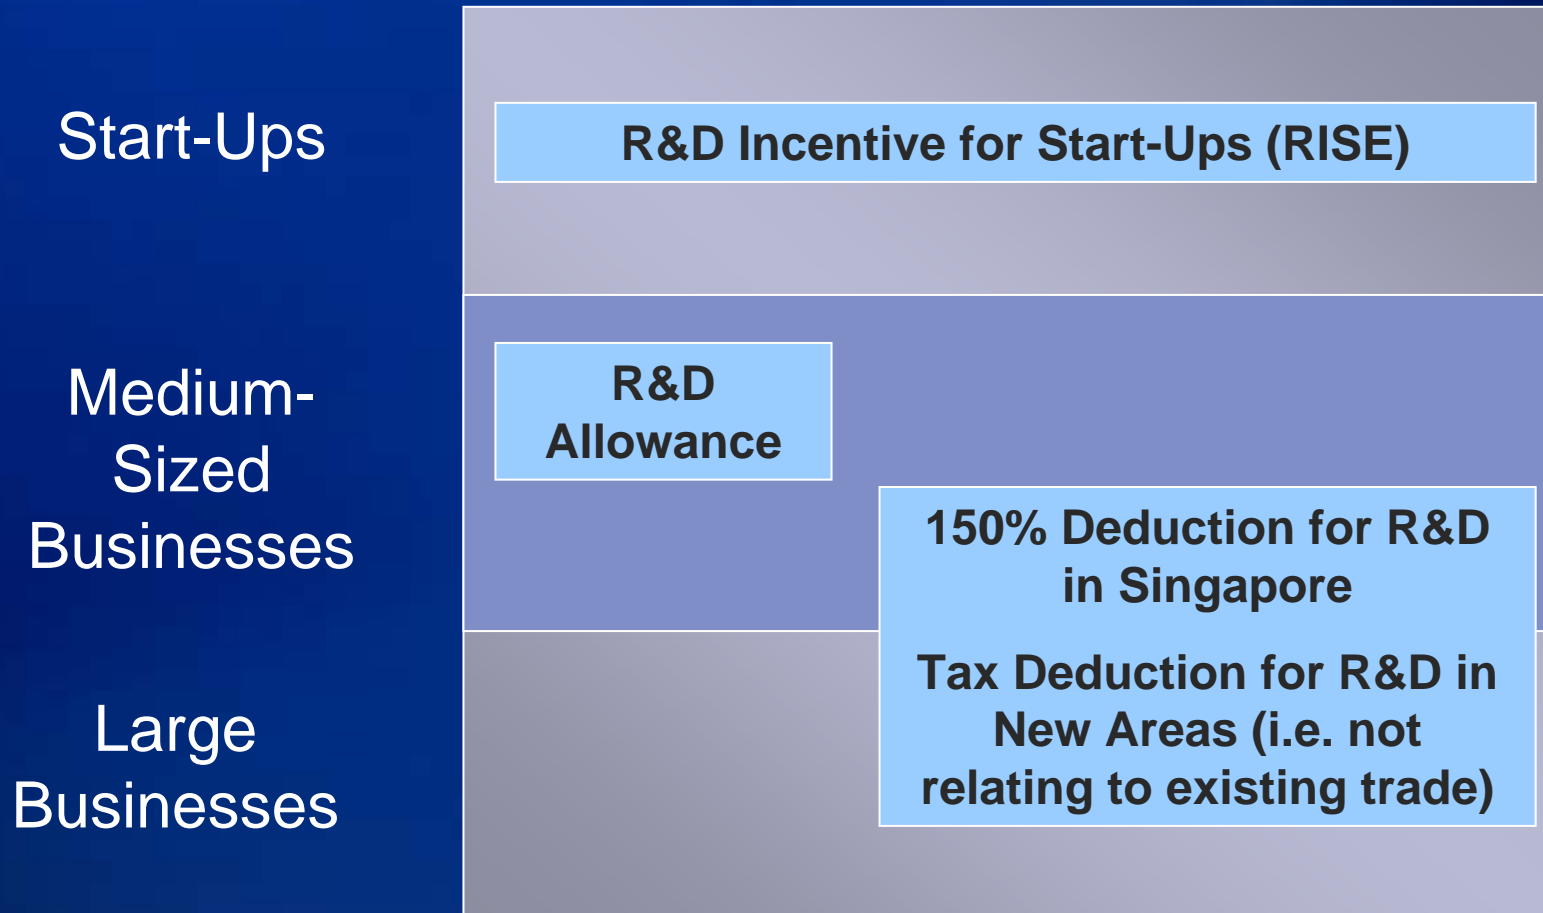 Start-Ups
R&D Incentive for Start-Ups (RISE)
Medium-
Sized
Businesses
R&D
Allowance
150% Deduction for R&D
in Singapore
Tax Deduction for R&D in
New Areas (i.e. not
relating to existing trade)
Large
Businesses